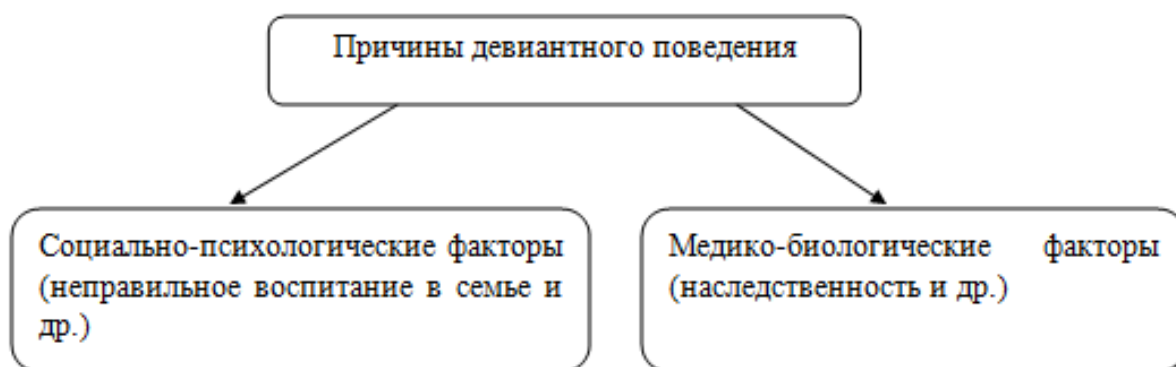 Причины девиантного поведения
Социально-психологические факторы
(неправильное воспитание в семье и
др.)
Медико-биологические факторы
(наследственность и др.)